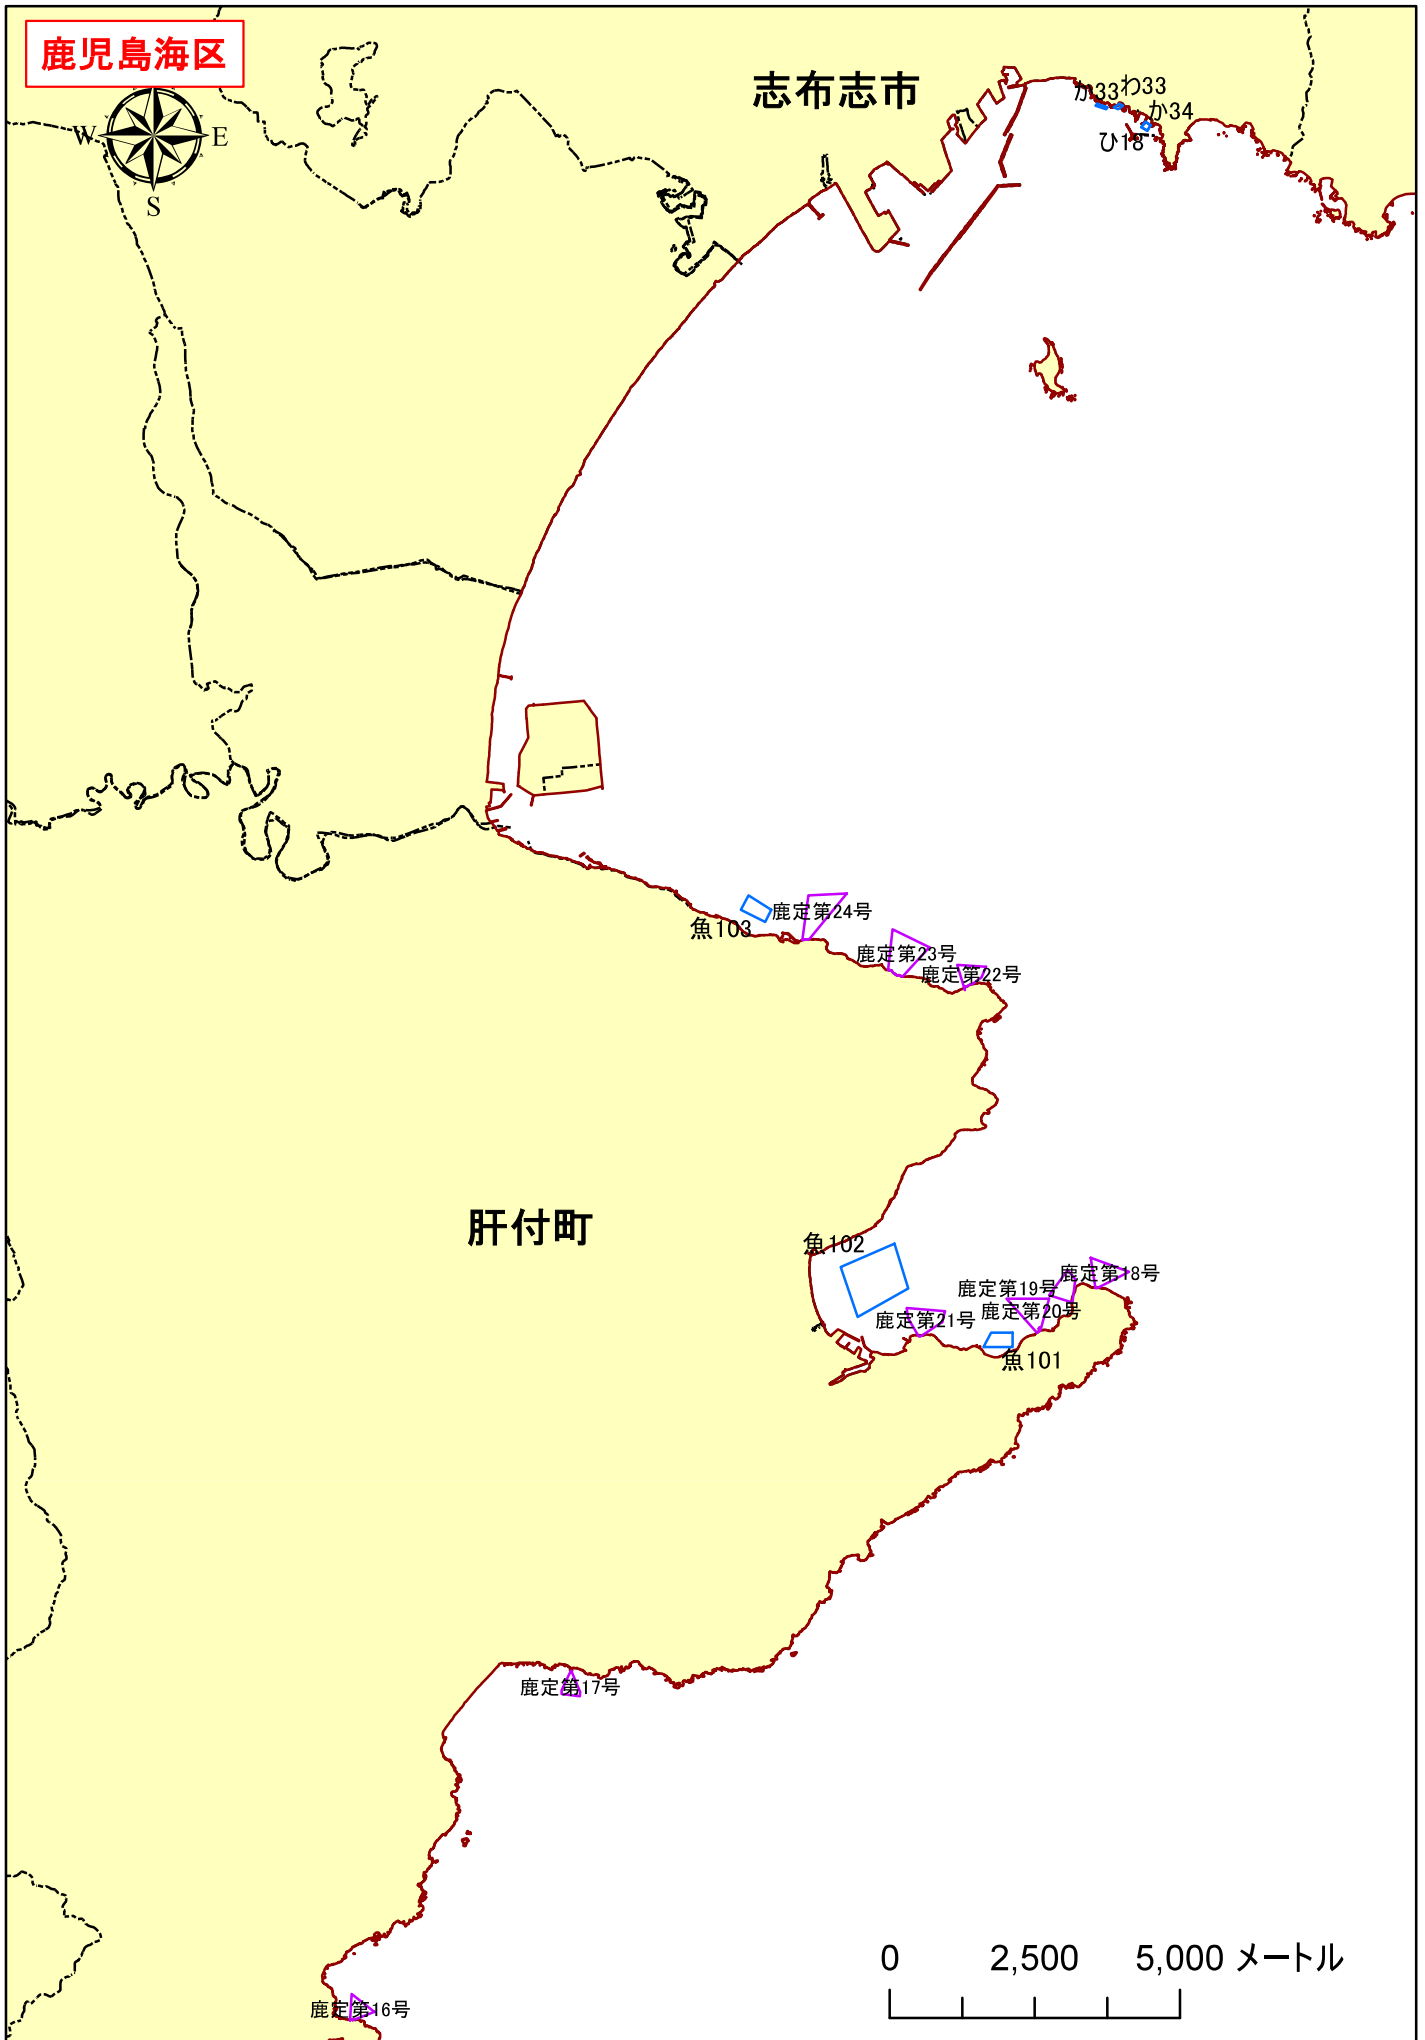 鹿児島海区
W
E
S
志布志市
か33
わ33
か34
ひ18
魚103
鹿定第24号
鹿定第23号
鹿定第22号
肝付町
魚102
鹿定第18号
鹿定第19号
鹿定第20号
鹿定第21号
魚101
鹿定第17号
鹿定第16号
0 2,500 5,000 メートル